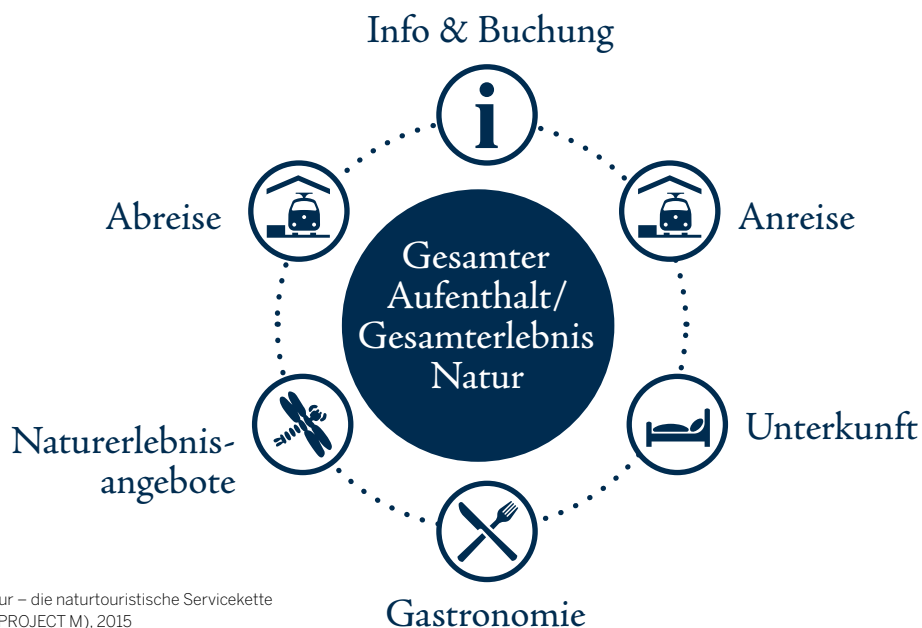 Info & Buchung
Abreise
Anreise
Gesamter
Aufenthalt/
Gesamterlebnis
Natur
Naturerlebnis-
angebote
Unterkunft
Gastronomie
ur – die naturtouristische Servicekette
PROJECT M), 2015